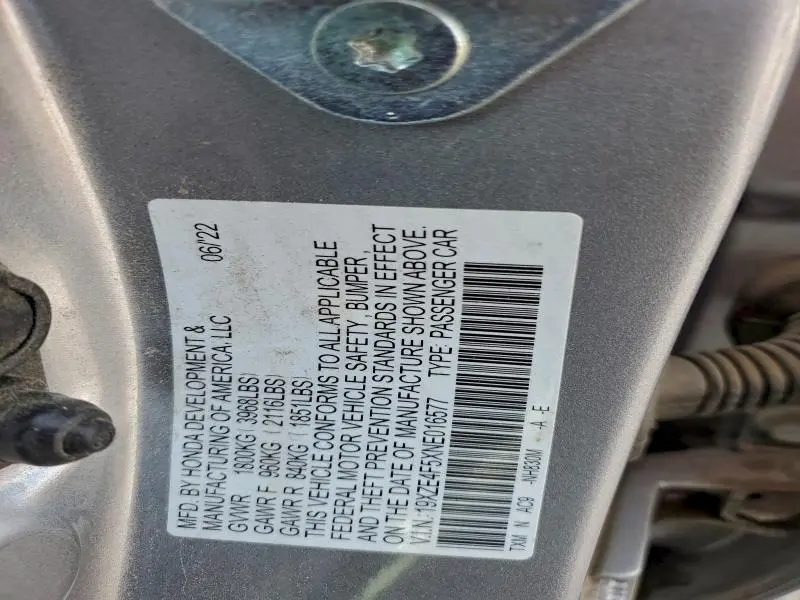 MFD. BY HONDA DEVELOPMENT &
MANUFACTURING OF AMERICA, LLC 06/'22
GVWR 1800KG (3968LBS)
GAWR F 960KG (2116LBS)
GAWR R 840KG (1851LBS)
THIS VEHICLE CONFORMS TO ALL APPLICABLE
FEDERAL MOTOR VEHICLE SAFETY, BUMPER,
AND THEFT PREVENTION STANDARDS IN EFFECT
ON THE DATE OF MANUFACTURE SHOWN ABOVE.
V.I.N: 19XZE4F5XNE016577 TYPE: PASSENGER CAR
TXM N AC9 -NH830M -A -E